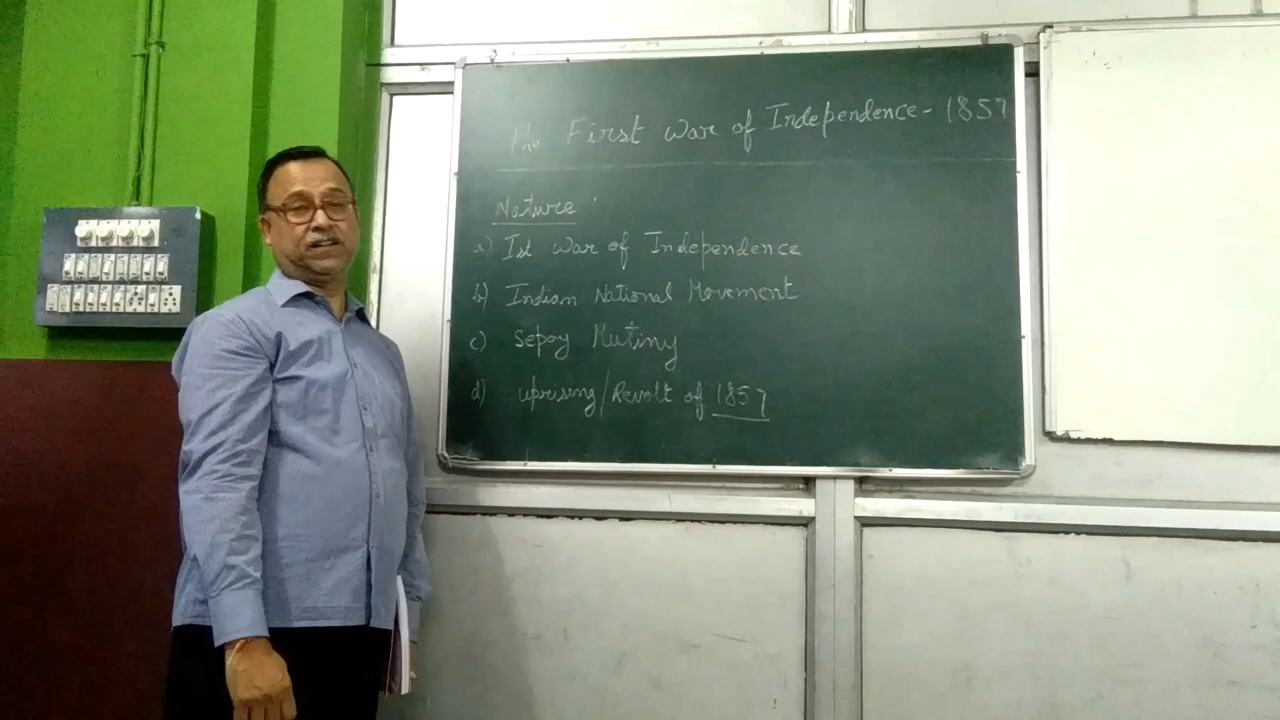 The First War of Independence - 1857
Nature :
a) Ist War of Independence
b) Indian National Movement
c) Sepoy Mutiny
d) uprising/Revolt of 1857